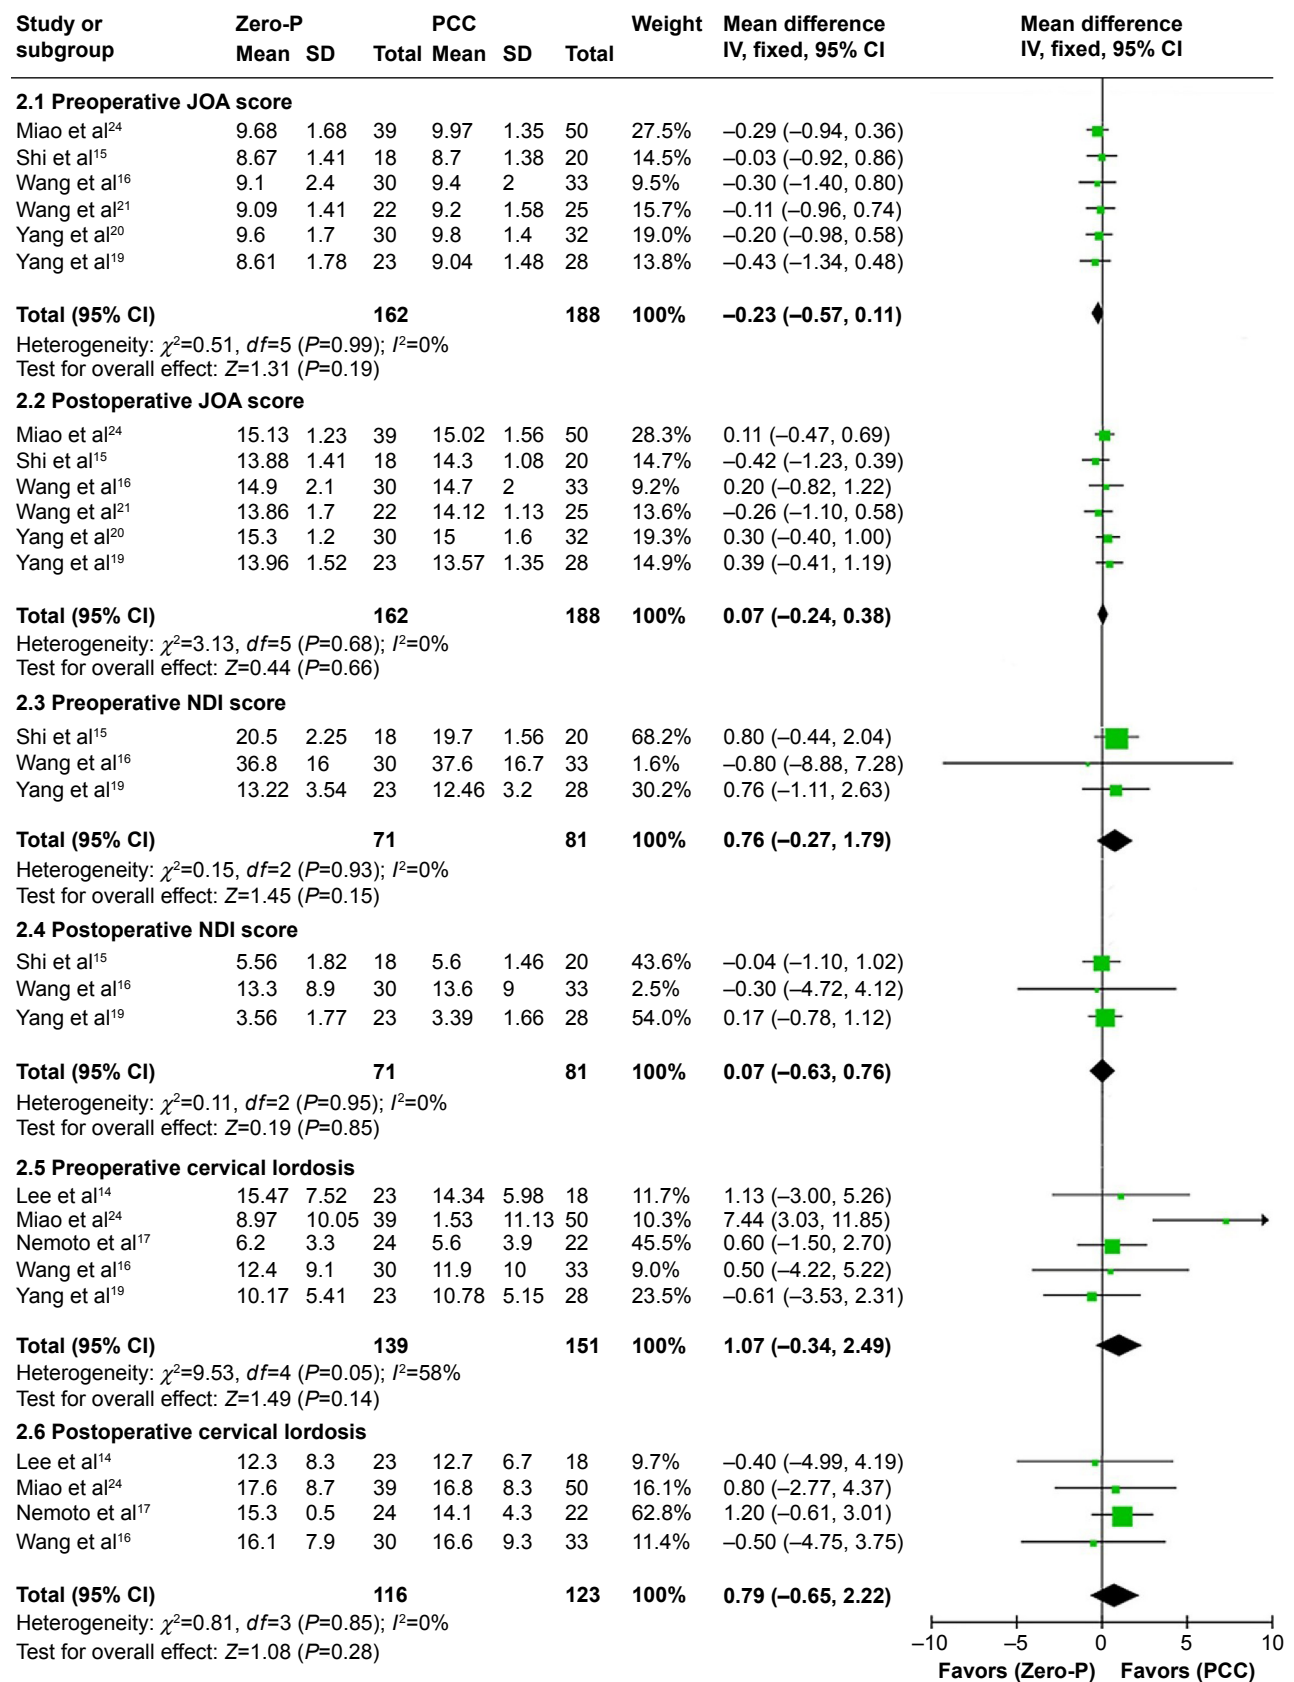 Study or subgroup Zero-P PCC Weight Mean difference IV, fixed, 95% CI Mean difference IV, fixed, 95% CI
Mean SD Total Mean SD Total
2.1 Preoperative JOA score
Miao et al24 9.68 1.68 39 9.97 1.35 50 27.5% –0.29 (–0.94, 0.36)
Shi et al15 8.67 1.41 18 8.7 1.38 20 14.5% –0.03 (–0.92, 0.86)
Wang et al16 9.1 2.4 30 9.4 2 33 9.5% –0.30 (–1.40, 0.80)
Wang et al21 9.09 1.41 22 9.2 1.58 25 15.7% –0.11 (–0.96, 0.74)
Yang et al20 9.6 1.7 30 9.8 1.4 32 19.0% –0.20 (–0.98, 0.58)
Yang et al19 8.61 1.78 23 9.04 1.48 28 13.8% –0.43 (–1.34, 0.48)
Total (95% CI) 162 188 100% –0.23 (–0.57, 0.11)
Heterogeneity: χ²=0.51, df=5 (P=0.99); I²=0%
Test for overall effect: Z=1.31 (P=0.19)
2.2 Postoperative JOA score
Miao et al24 15.13 1.23 39 15.02 1.56 50 28.3% 0.11 (–0.47, 0.69)
Shi et al15 13.88 1.41 18 14.3 1.08 20 14.7% –0.42 (–1.23, 0.39)
Wang et al16 14.9 2.1 30 14.7 2 33 9.2% 0.20 (–0.82, 1.22)
Wang et al21 13.86 1.7 22 14.12 1.13 25 13.6% –0.26 (–1.10, 0.58)
Yang et al20 15.3 1.2 30 15 1.6 32 19.3% 0.30 (–0.40, 1.00)
Yang et al19 13.96 1.52 23 13.57 1.35 28 14.9% 0.39 (–0.41, 1.19)
Total (95% CI) 162 188 100% 0.07 (–0.24, 0.38)
Heterogeneity: χ²=3.13, df=5 (P=0.68); I²=0%
Test for overall effect: Z=0.44 (P=0.66)
2.3 Preoperative NDI score
Shi et al15 20.5 2.25 18 19.7 1.56 20 68.2% 0.80 (–0.44, 2.04)
Wang et al16 36.8 16 30 37.6 16.7 33 1.6% –0.80 (–8.88, 7.28)
Yang et al19 13.22 3.54 23 12.46 3.2 28 30.2% 0.76 (–1.11, 2.63)
Total (95% CI) 71 81 100% 0.76 (–0.27, 1.79)
Heterogeneity: χ²=0.15, df=2 (P=0.93); I²=0%
Test for overall effect: Z=1.45 (P=0.15)
2.4 Postoperative NDI score
Shi et al15 5.56 1.82 18 5.6 1.46 20 43.6% –0.04 (–1.10, 1.02)
Wang et al16 13.3 8.9 30 13.6 9 33 2.5% –0.30 (–4.72, 4.12)
Yang et al19 3.56 1.77 23 3.39 1.66 28 54.0% 0.17 (–0.78, 1.12)
Total (95% CI) 71 81 100% 0.07 (–0.63, 0.76)
Heterogeneity: χ²=0.11, df=2 (P=0.95); I²=0%
Test for overall effect: Z=0.19 (P=0.85)
2.5 Preoperative cervical lordosis
Lee et al14 15.47 7.52 23 14.34 5.98 18 11.7% 1.13 (–3.00, 5.26)
Miao et al24 8.97 10.05 39 1.53 11.13 50 10.3% 7.44 (3.03, 11.85)
Nemoto et al17 6.2 3.3 24 5.6 3.9 22 45.5% 0.60 (–1.50, 2.70)
Wang et al16 12.4 9.1 30 11.9 10 33 9.0% 0.50 (–4.22, 5.22)
Yang et al19 10.17 5.41 23 10.78 5.15 28 23.5% –0.61 (–3.53, 2.31)
Total (95% CI) 139 151 100% 1.07 (–0.34, 2.49)
Heterogeneity: χ²=9.53, df=4 (P=0.05); I²=58%
Test for overall effect: Z=1.49 (P=0.14)
2.6 Postoperative cervical lordosis
Lee et al14 12.3 8.3 23 12.7 6.7 18 9.7% –0.40 (–4.99, 4.19)
Miao et al24 17.6 8.7 39 16.8 8.3 50 16.1% 0.80 (–2.77, 4.37)
Nemoto et al17 15.3 0.5 24 14.1 4.3 22 62.8% 1.20 (–0.61, 3.01)
Wang et al16 16.1 7.9 30 16.6 9.3 33 11.4% –0.50 (–4.75, 3.75)
Total (95% CI) 116 123 100% 0.79 (–0.65, 2.22)
Heterogeneity: χ²=0.81, df=3 (P=0.85); I²=0%
Test for overall effect: Z=1.08 (P=0.28)
–10 –5 0 5 10
Favors (Zero-P) Favors (PCC)